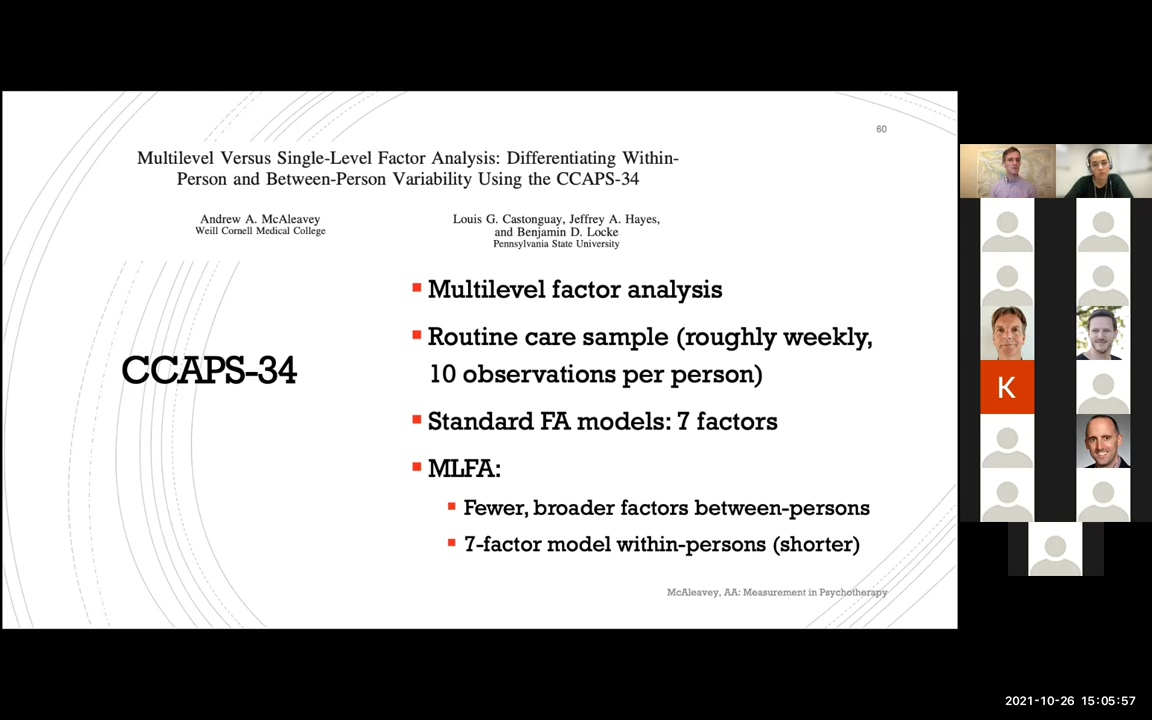 60
Multilevel Versus Single-Level Factor Analysis: Differentiating Within-
Person and Between-Person Variability Using the CCAPS-34
Andrew A. McAleavey
Weill Cornell Medical College
Louis G. Castonguay, Jeffrey A. Hayes,
and Benjamin D. Locke
Pennsylvania State University
CCAPS-34
Multilevel factor analysis
Routine care sample (roughly weekly,
10 observations per person)
Standard FA models: 7 factors
MLFA:
Fewer, broader factors between-persons
7-factor model within-persons (shorter)
McAleavey, AA: Measurement in Psychotherapy
K
2021-10-26 15:05:57